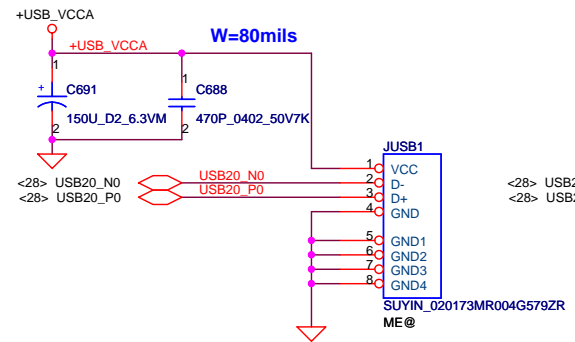 +USB_VCCA
W=80mils
+USB_VCCA
1
1
+ C691
C688
150U_D2_6.3VM
470P_0402_50V7K
2
2
JUSB1
1 VCC
<28> USB20_N0 USB20_N0 2 D-
<28> USB20_P0 USB20_P0 3 D+
4 GND
5 GND1
6 GND2
7 GND3
8 GND4
SUYIN_020173MR004G579ZR
ME@
<28> USB2
<28> USB2